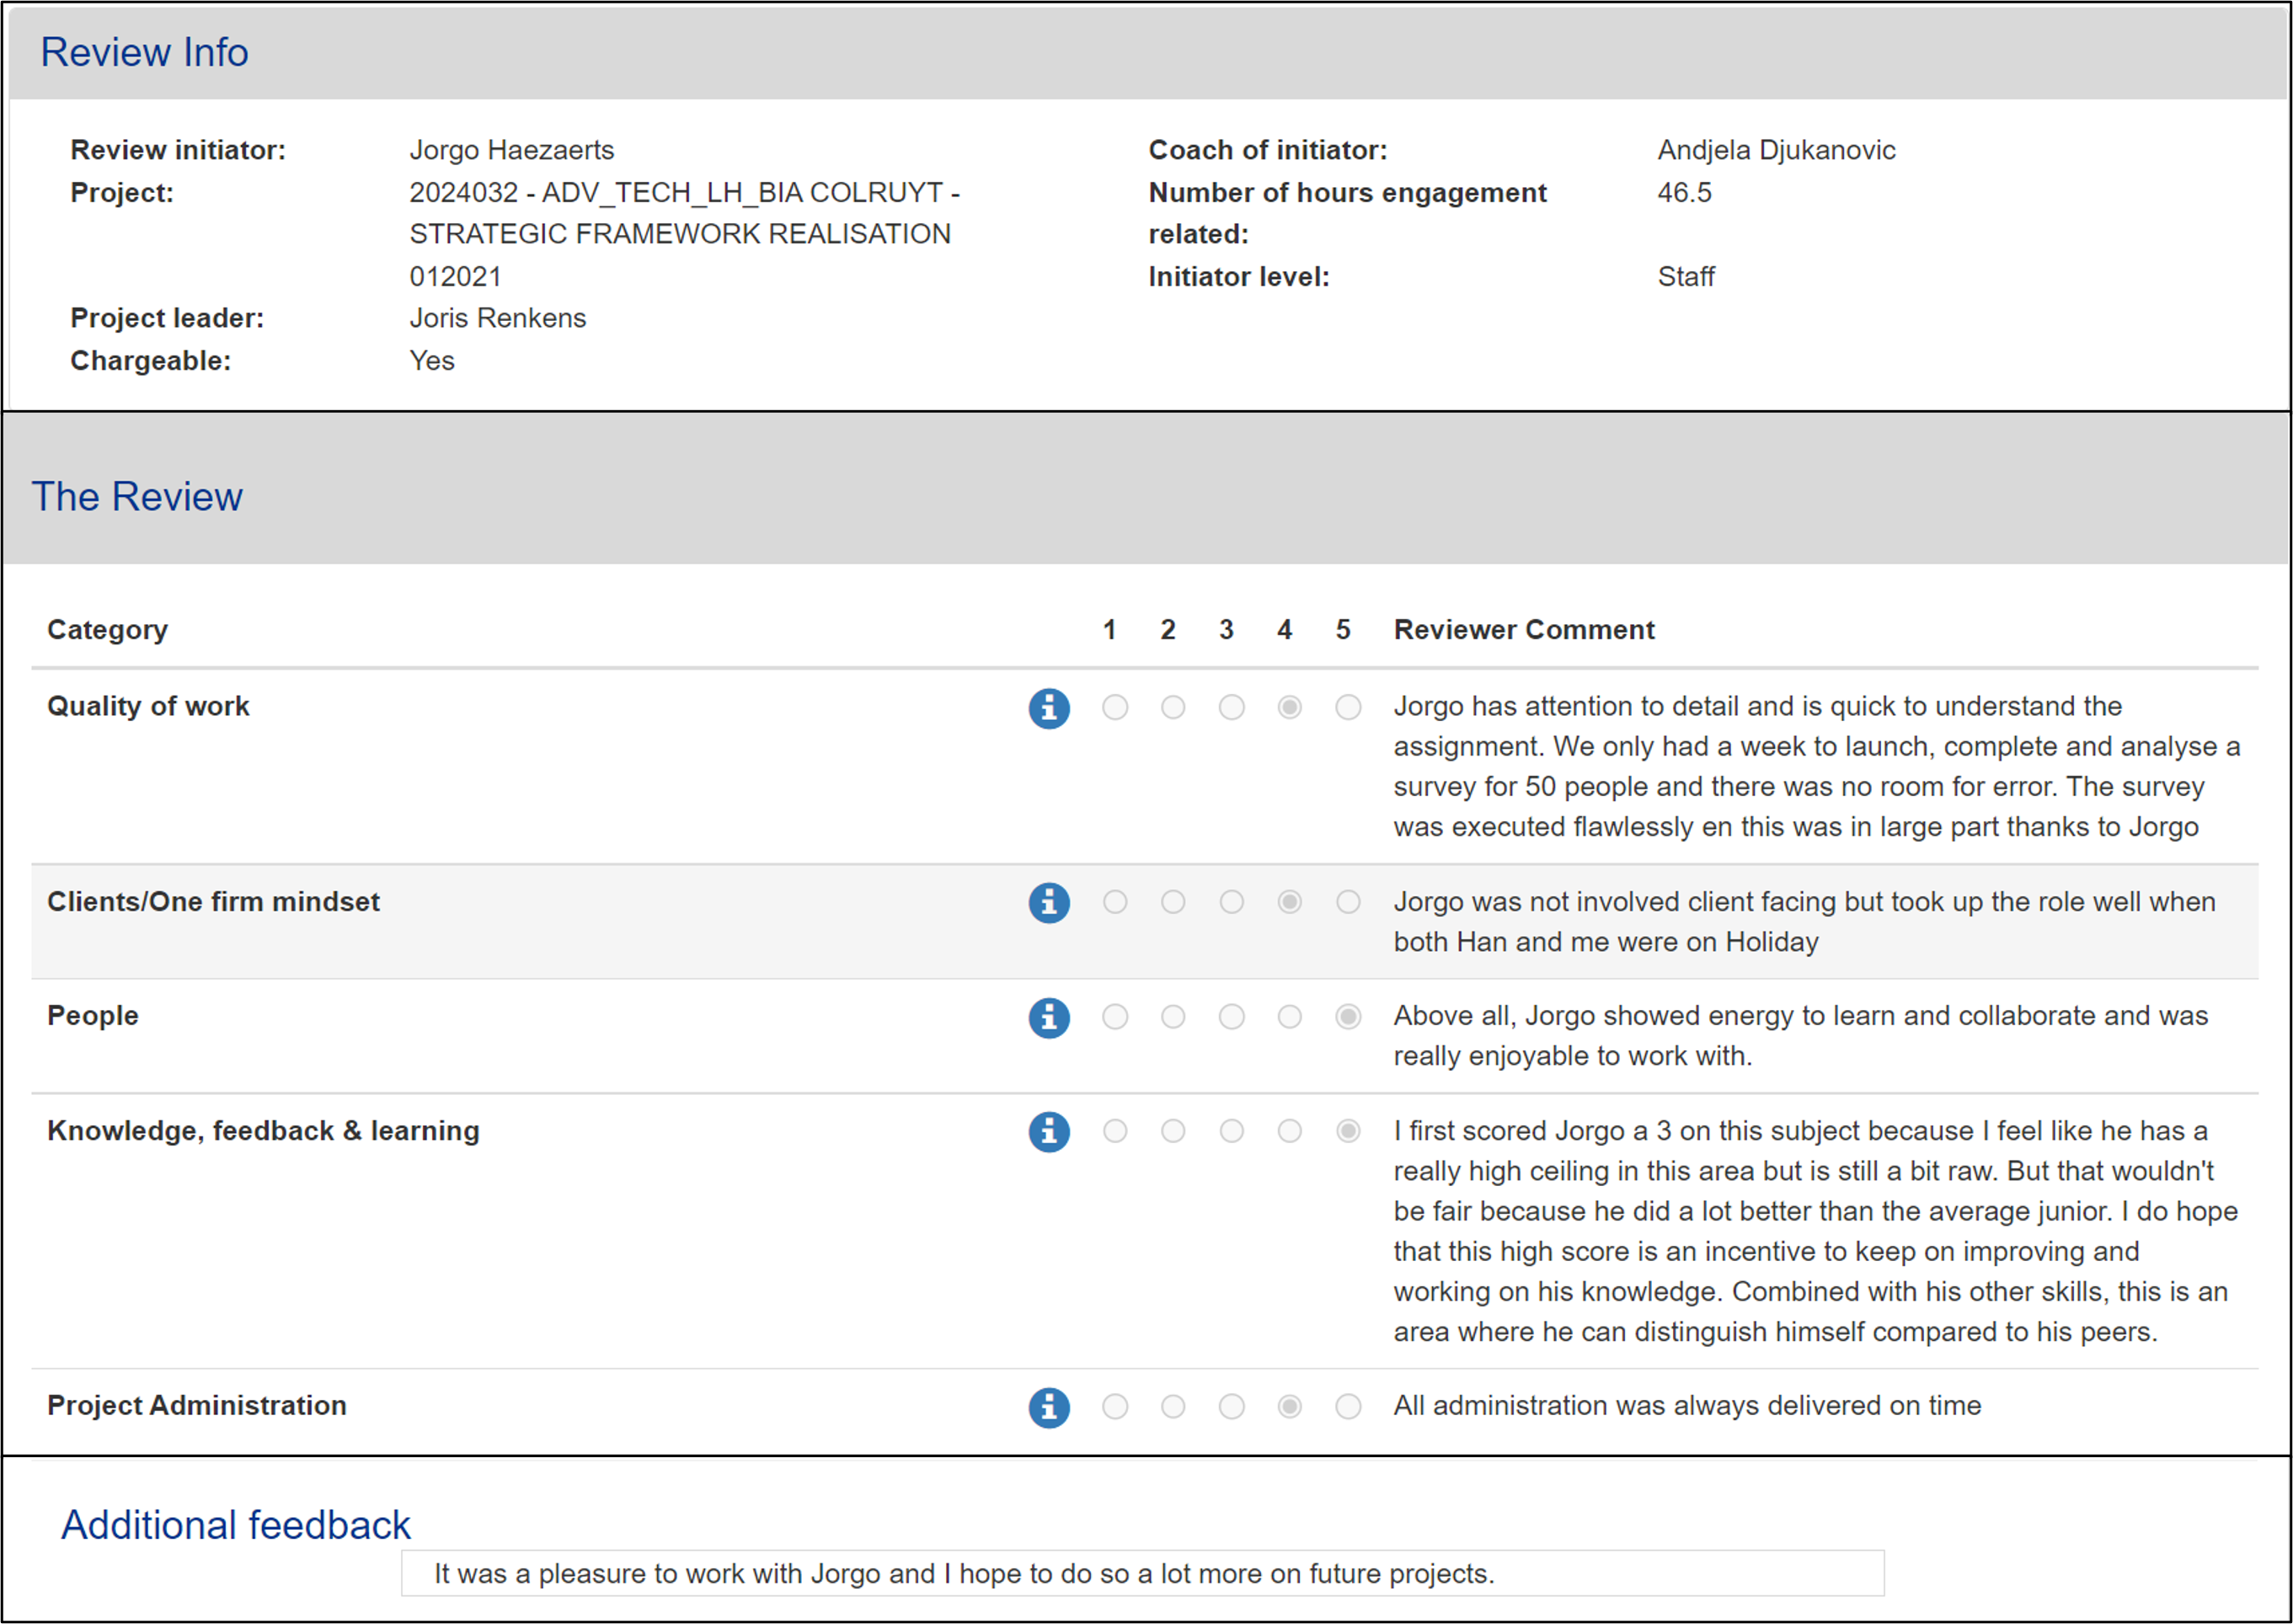 Review Info
Review initiator: Jorgo Haezaerts
Project: 2024032 - ADV_TECH_LH_BIA COLRUYT -
STRATEGIC FRAMEWORK REALISATION
012021
Project leader: Joris Renkens
Chargeable: Yes
Coach of initiator: Andjela Djukanovic
Number of hours engagement 46.5
related:
Initiator level: Staff
The Review
Category 1 2 3 4 5 Reviewer Comment
Quality of work Jorgo has attention to detail and is quick to understand the
assignment. We only had a week to launch, complete and analyse a
survey for 50 people and there was no room for error. The survey
was executed flawlessly en this was in large part thanks to Jorgo
Clients/One firm mindset Jorgo was not involved client facing but took up the role well when
both Han and me were on Holiday
People Above all, Jorgo showed energy to learn and collaborate and was
really enjoyable to work with.
Knowledge, feedback & learning I first scored Jorgo a 3 on this subject because I feel like he has a
really high ceiling in this area but is still a bit raw. But that wouldn't
be fair because he did a lot better than the average junior. I do hope
that this high score is an incentive to keep on improving and
working on his knowledge. Combined with his other skills, this is an
area where he can distinguish himself compared to his peers.
Project Administration All administration was always delivered on time
Additional feedback
It was a pleasure to work with Jorgo and I hope to do so a lot more on future projects.